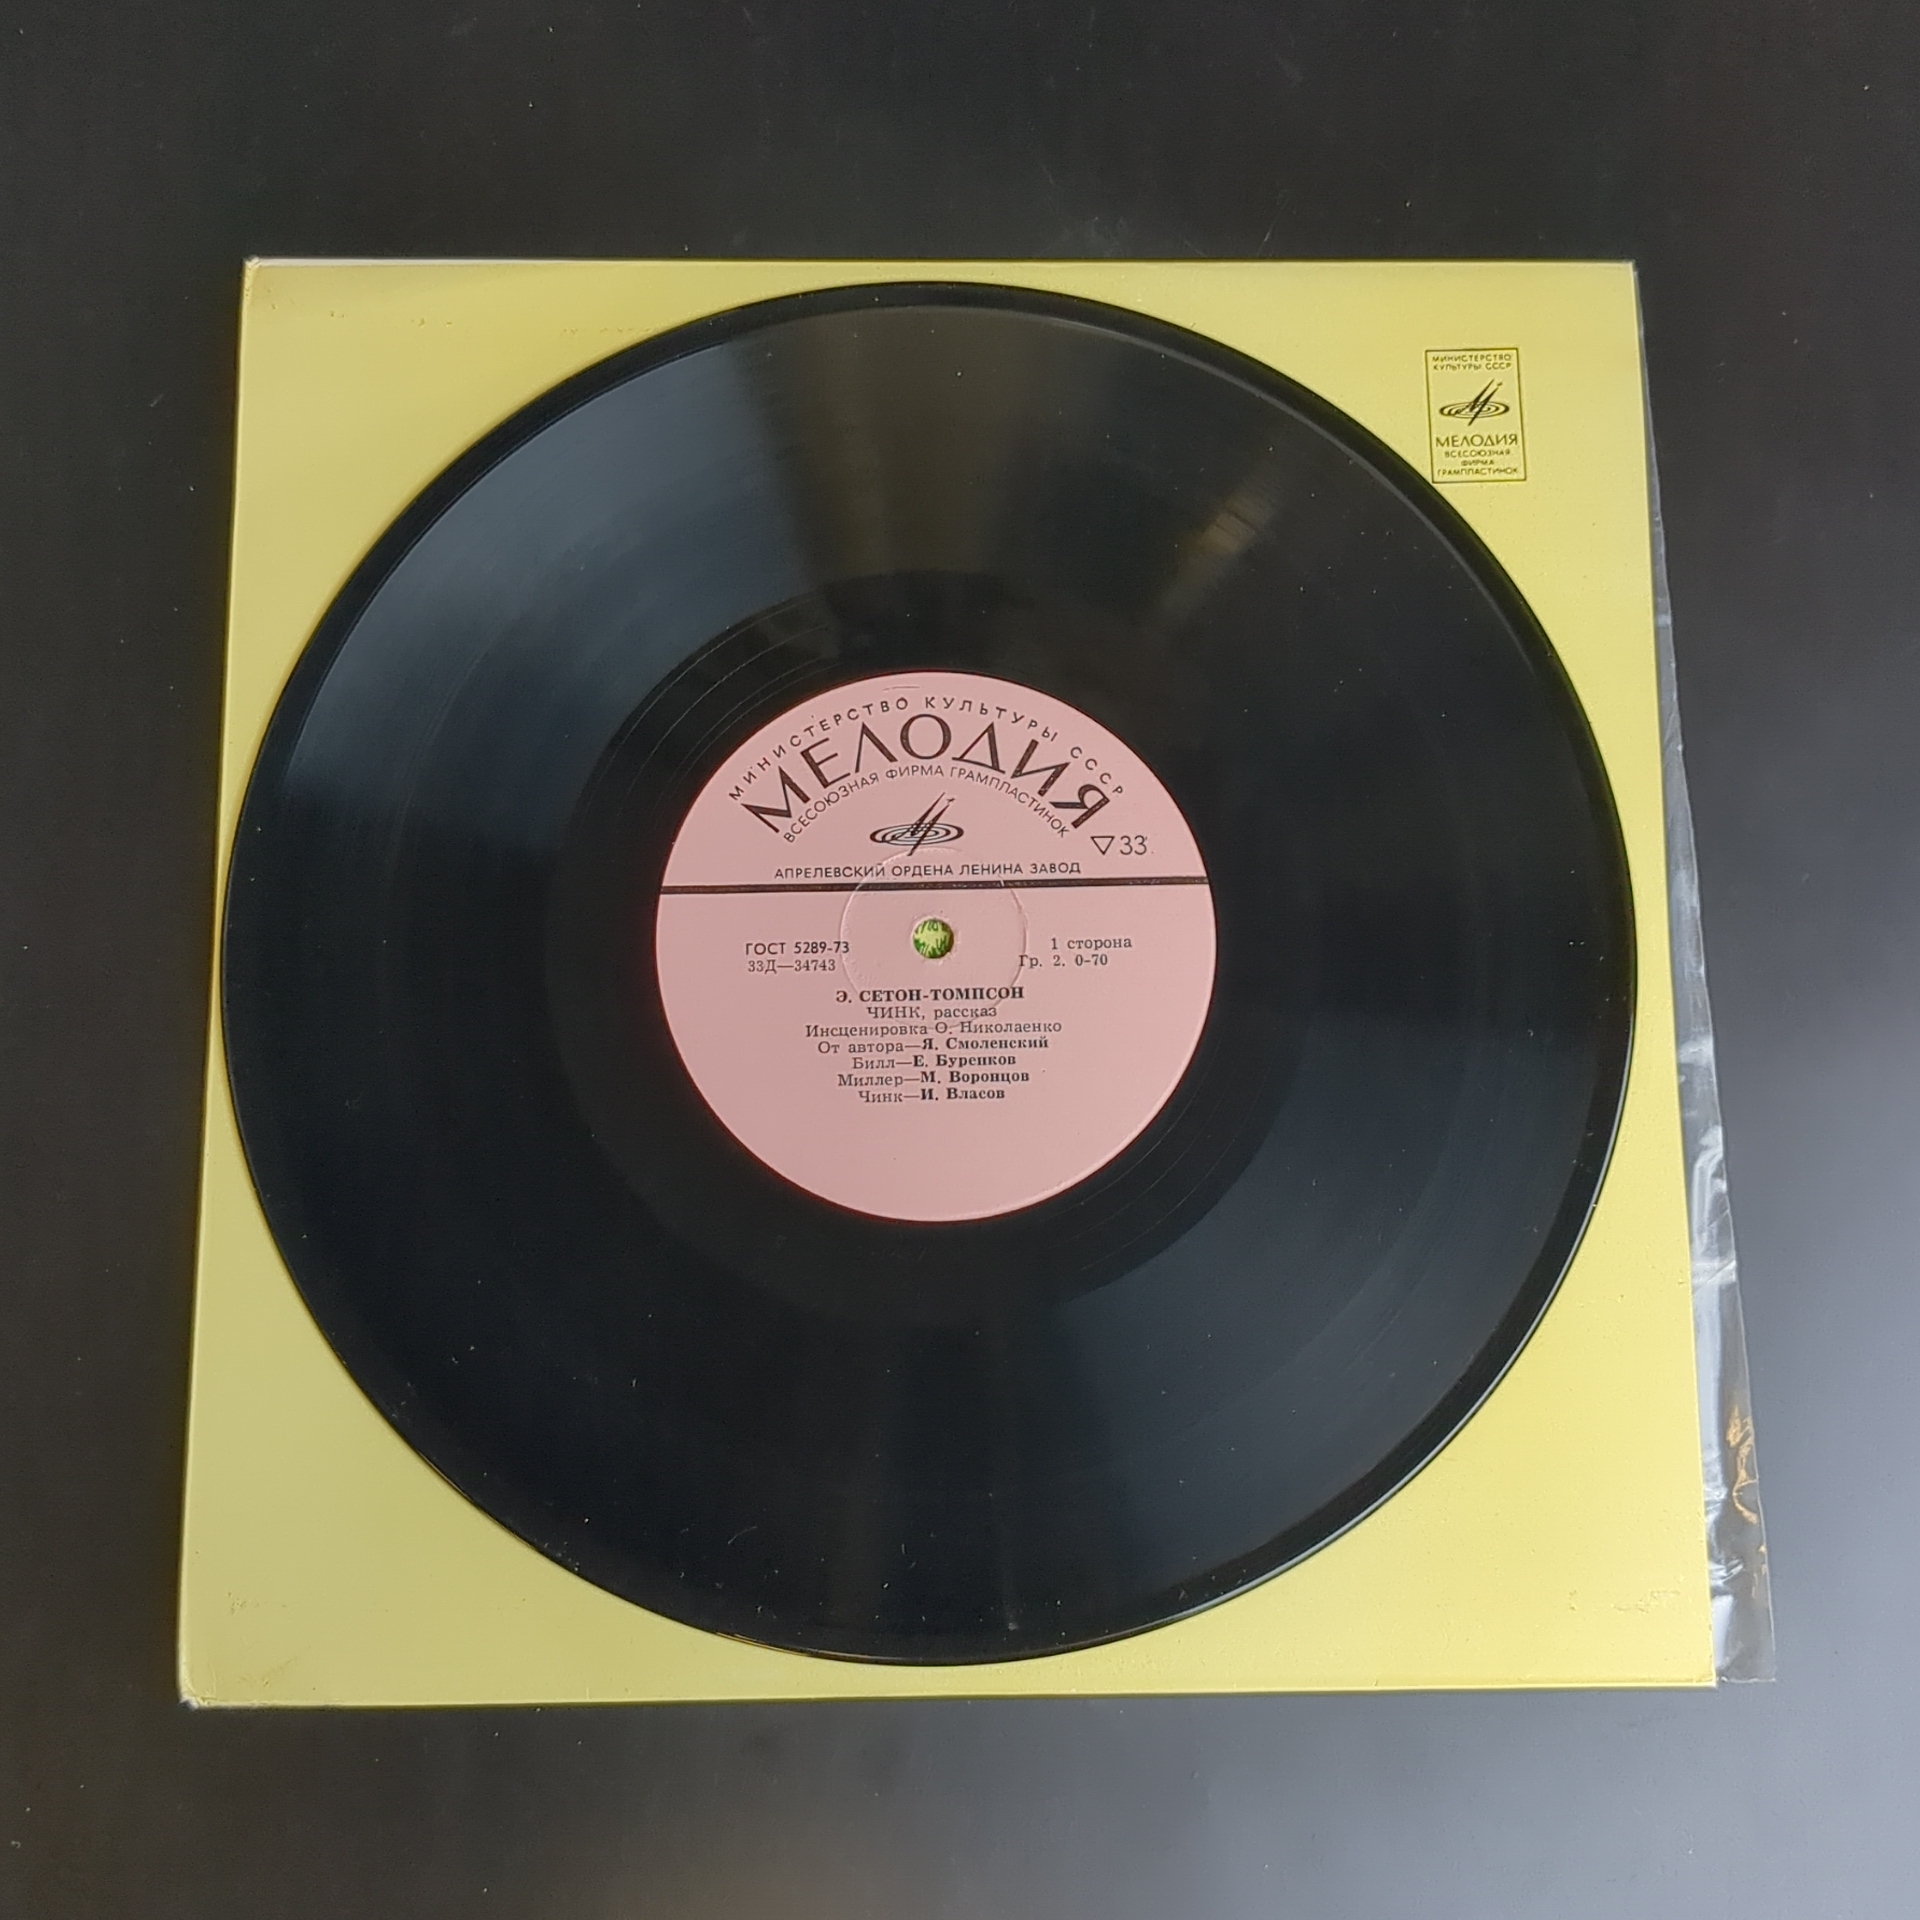 МИНИСТЕРСТВО
КУЛЬТУРЫ СССР
МЕЛОДИЯ
ВСЕСОЮЗНАЯ
ФИРМА
ГРАМПЛАСТИНОК
МИНИСТЕРСТВО КУЛЬТУРЫ СССР
МЕЛОДИЯ
ВСЕСОЮЗНАЯ ФИРМА ГРАМПЛАСТИНОК
▽33
АПРЕЛЕВСКИЙ ОРДЕНА ЛЕНИНА ЗАВОД
ГОСТ 5289-73
33Д—34743
1 сторона
Гр. 2. 0-70
Э. СЕТОН-ТОМПСОН
ЧИНК, рассказ
Инсценировка О. Николаенко
От автора—Я. Смоленский
Билл—Е. Буренков
Миллер—М. Воронцов
Чинк—И. Власов